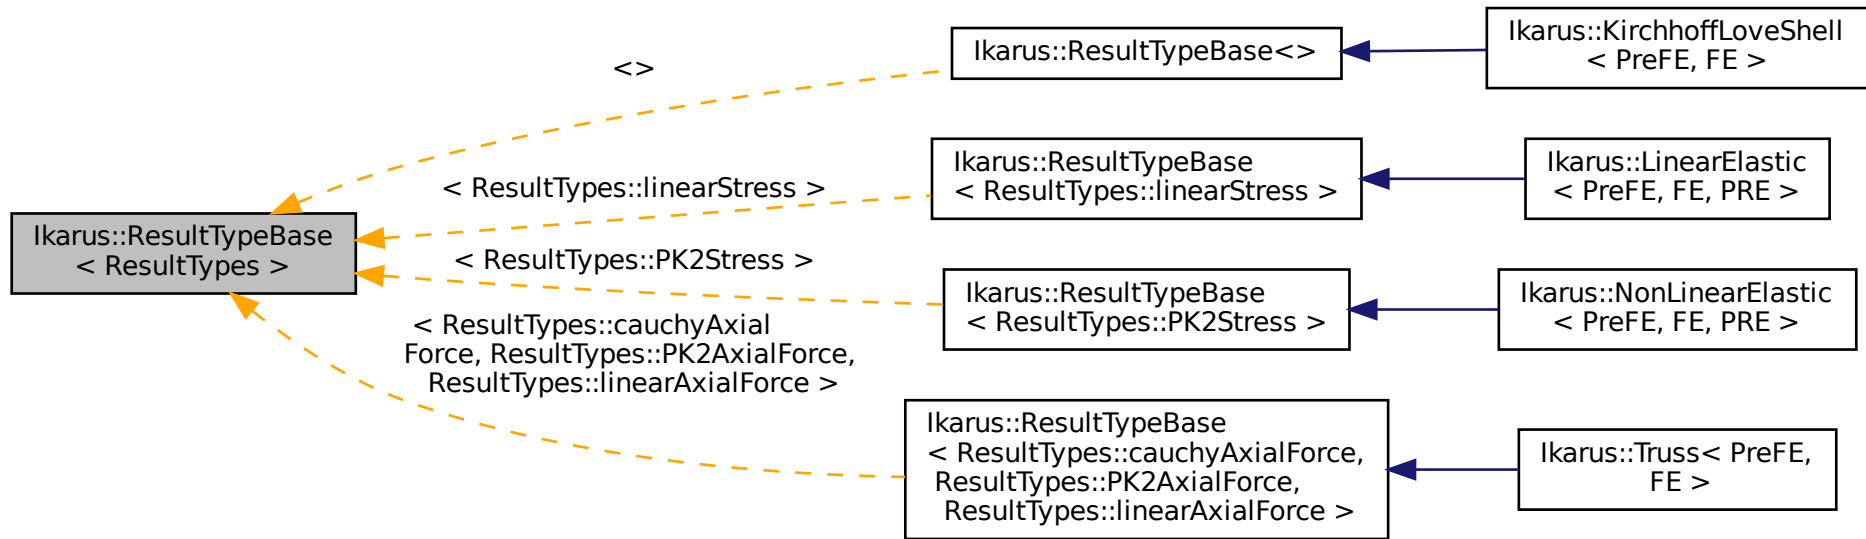 Ikarus::ResultTypeBase
< ResultTypes >
<>
< ResultTypes::linearStress >
< ResultTypes::PK2Stress >
< ResultTypes::cauchyAxial
Force, ResultTypes::PK2AxialForce,
ResultTypes::linearAxialForce >
Ikarus::ResultTypeBase<>
Ikarus::KirchhoffLoveShell
< PreFE, FE >
Ikarus::ResultTypeBase
< ResultTypes::linearStress >
Ikarus::LinearElastic
< PreFE, FE, PRE >
Ikarus::ResultTypeBase
< ResultTypes::PK2Stress >
Ikarus::NonLinearElastic
< PreFE, FE, PRE >
Ikarus::ResultTypeBase
< ResultTypes::cauchyAxialForce,
ResultTypes::PK2AxialForce,
ResultTypes::linearAxialForce >
Ikarus::Truss< PreFE,
FE >